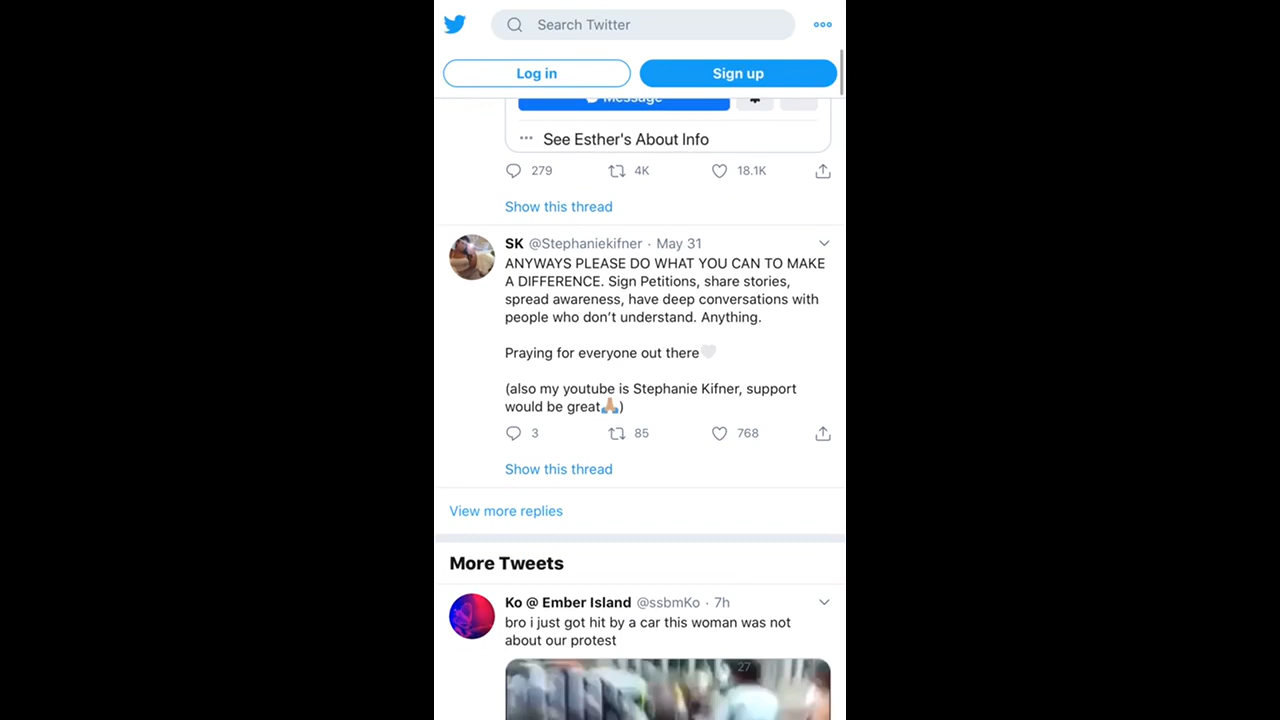 Search Twitter
Log in
Sign up
Message
See Esther's About Info
279
4K
18.1K
Show this thread
SK @Stephaniekifner · May 31
ANYWAYS PLEASE DO WHAT YOU CAN TO MAKE
A DIFFERENCE. Sign Petitions, share stories,
spread awareness, have deep conversations with
people who don’t understand. Anything.
Praying for everyone out there🤍
(also my youtube is Stephanie Kifner, support
would be great🙏🏼)
3
85
768
Show this thread
View more replies
More Tweets
Ko @ Ember Island @ssbmKo · 7h
bro i just got hit by a car this woman was not
about our protest
27